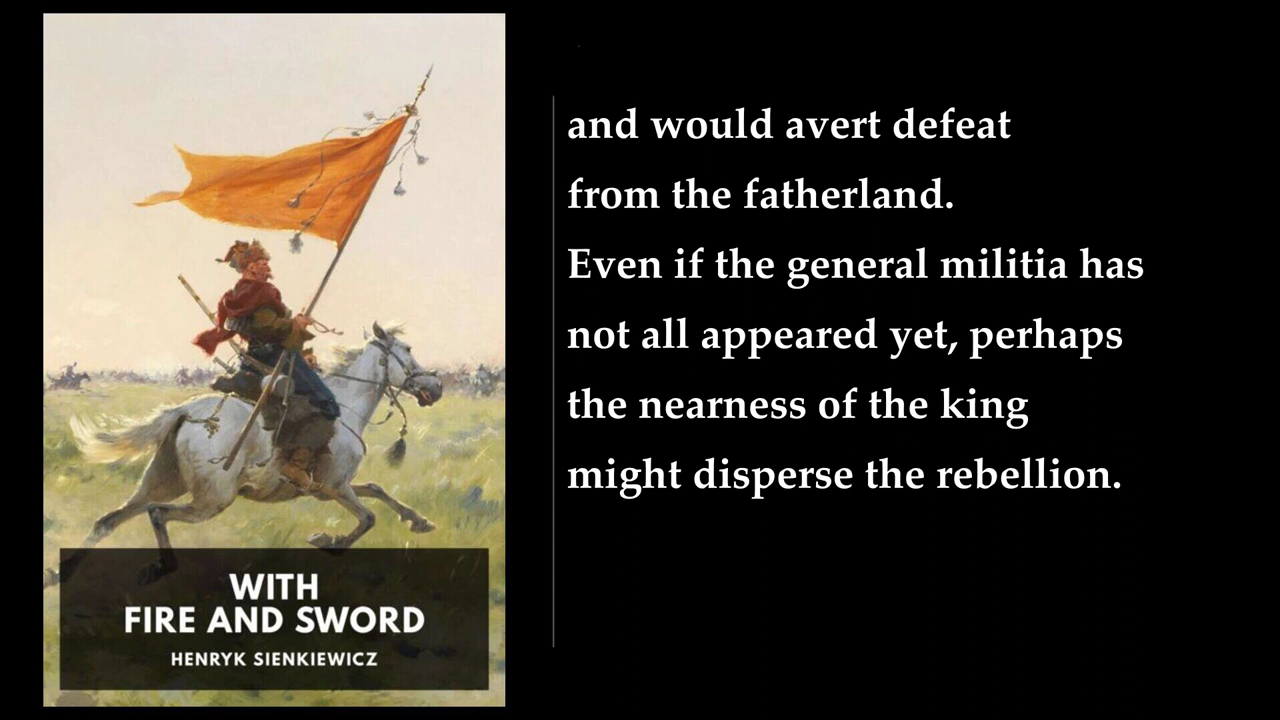 WITH
FIRE AND SWORD
HENRYK SIENKIEWICZ
and would avert defeat
from the fatherland.
Even if the general militia has
not all appeared yet, perhaps
the nearness of the king
might disperse the rebellion.